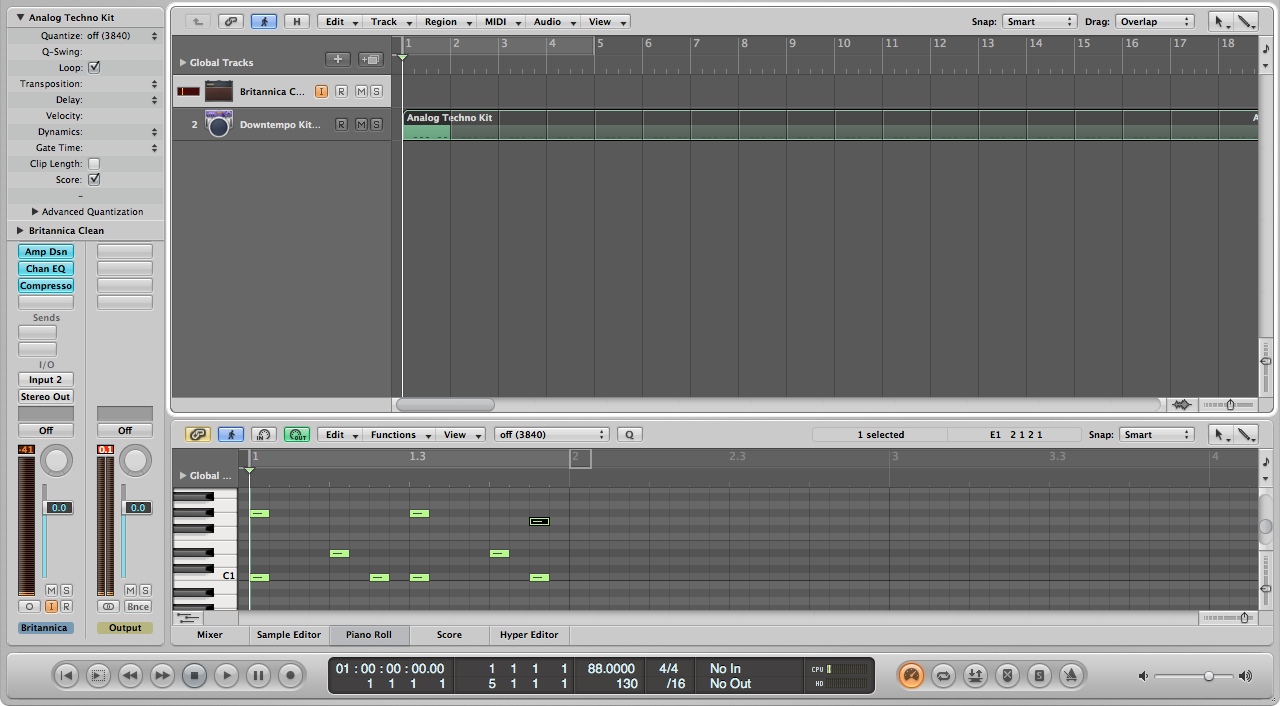 Analog Techno Kit
Quantize: off (3840)
Q-Swing:
Loop:
Transposition:
Delay:
Velocity:
Dynamics:
Gate Time:
Clip Length:
Score:
Advanced Quantization
Britannica Clean
Amp Dsn
Chan EQ
Compresso
Sends
I/O
Input 2
Stereo Out
Off Off
-41 0.1
0.0 0.0
M S M S
I R Bnce
Britannica Output
H Edit Track Region MIDI Audio View Snap: Smart Drag: Overlap
1 2 3 4 5 6 7 8 9 10 11 12 13 14 15 16 17 18
Global Tracks
Britannica C... I R M S
2 Downtempo Kit... R M S
Analog Techno Kit A
IN OUT Edit Functions View off (3840) Q 1 selected E1 2 1 2 1 Snap: Smart
1 1.3 2 2.3 3 3.3 4
Global ...
C1
Mixer Sample Editor Piano Roll Score Hyper Editor
01 : 00 : 00 : 00.00 1 1 1 1 88.0000 4/4 No In CPU
1 1 1 1 5 1 1 1 130 /16 No Out HD
S